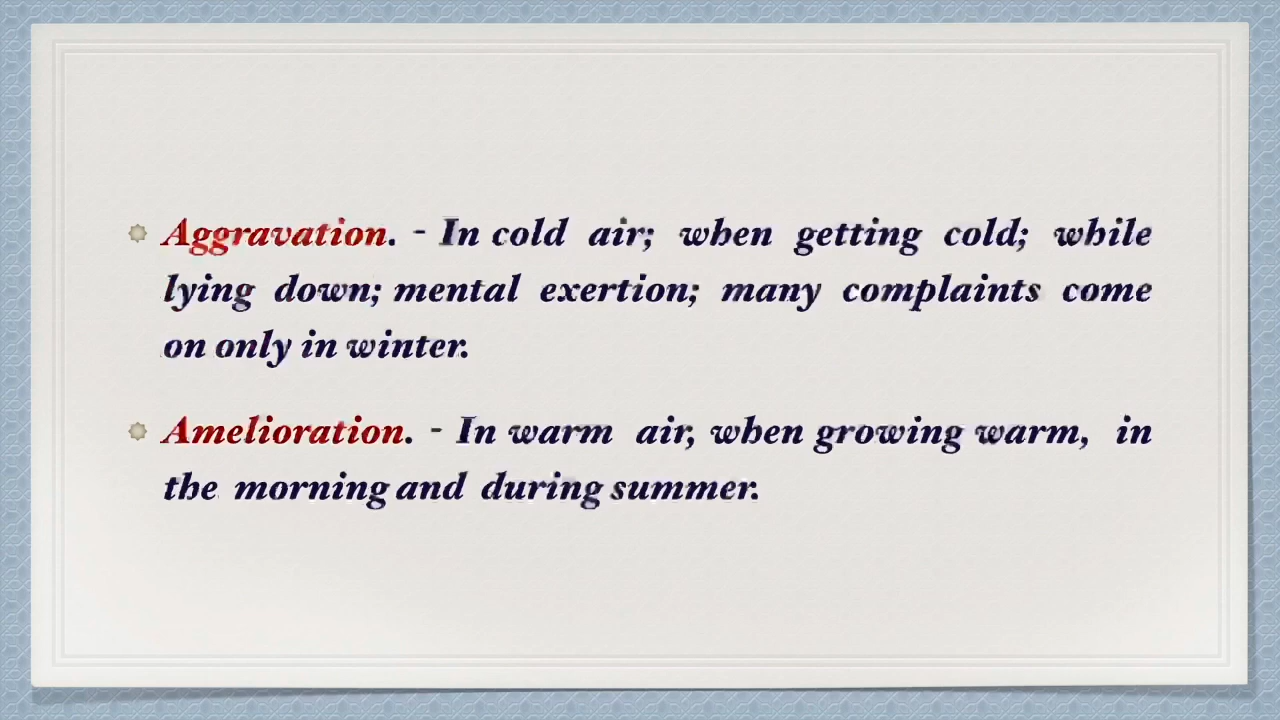 Aggravation. - In cold air; when getting cold; while
lying down; mental exertion; many complaints come
on only in winter.
Amelioration. - In warm air, when growing warm, in
the morning and during summer.